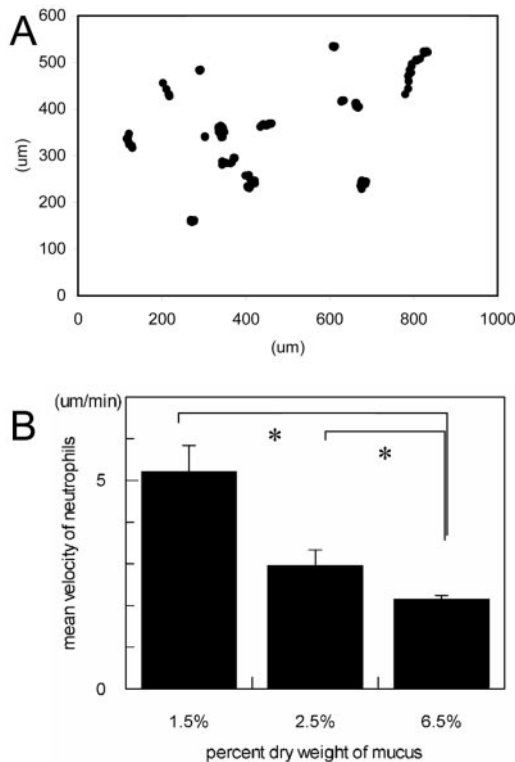 A
600
500
400
(um)
300
200
100
0
0 200 400 600 800 1000
(um)
B
(um/min)
mean velocity of neutrophils
5
0
*
*
1.5% 2.5% 6.5%
percent dry weight of mucus